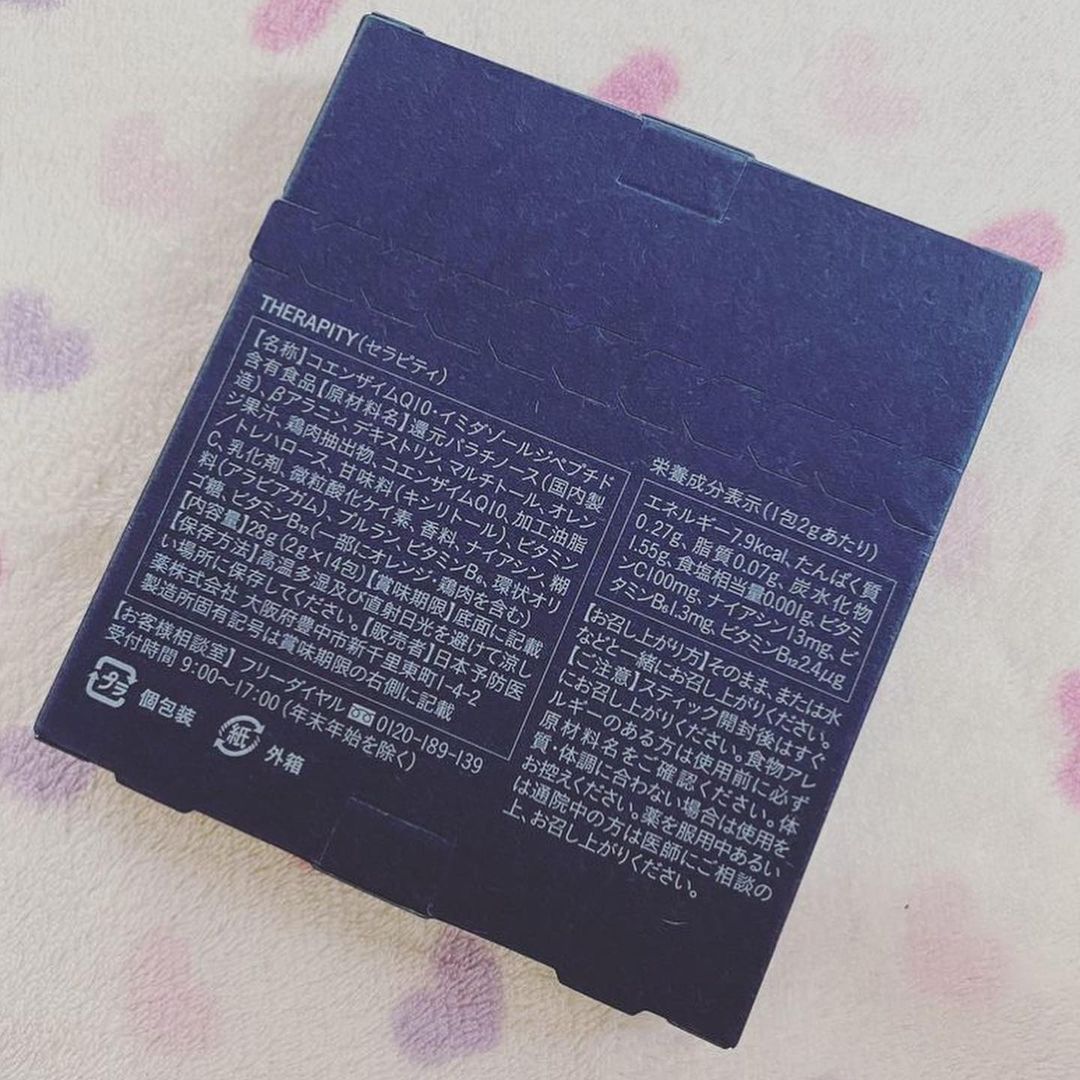 THERAPITY(セラピティ)
【名称】コエンザイムQ10・イミダゾールジペプチド
含有食品【原材料名】還元パラチノース(国内製
造)、βアラニン、デキストリン、マルチトール、オレン
ジ果汁、鶏肉抽出物、コエンザイムQ10、加工油脂
/トレハロース、甘味料(キシリトール)、ビタミン
C、乳化剤、微粒酸化ケイ素、香料、ナイアシン、糊
料(アラビアガム)、プルラン、ビタミンB6、環状オリ
ゴ糖、ビタミンB12(一部にオレンジ・鶏肉を含む)
【内容量】28g(2g×14包)【賞味期限】底面に記載
【保存方法】高温多湿及び直射日光を避けて涼し
い場所に保存してください。【販売者】日本予防医
薬株式会社 大阪府豊中市新千里東町1-4-2
製造所固有記号は賞味期限の右側に記載
【お客様相談室】フリーダイヤル 0120-189-139
受付時間 9:00〜17:00(年末年始を除く)
プラ 個包装
紙 外箱
栄養成分表示(1包2gあたり)
エネルギー7.9kcal、たんぱく質
0.27g、脂質0.07g、炭水化物
1.55g、食塩相当量0.001g、ビタミ
ンC100mg、ナイアシン13mg、ビ
タミンB6 1.3mg、ビタミンB12 2.4μg
【お召し上がり方】そのまま、または水
などと一緒にお召し上がりください。
【ご注意】スティック開封後はすぐ
にお召し上がりください。食物アレ
ルギーのある方は使用前に必ず
原材料名をご確認ください。体
質・体調に合わない場合は使用を
お控えください。薬を服用中あるい
は通院中の方は医師にご相談の
上、お召し上がりください。